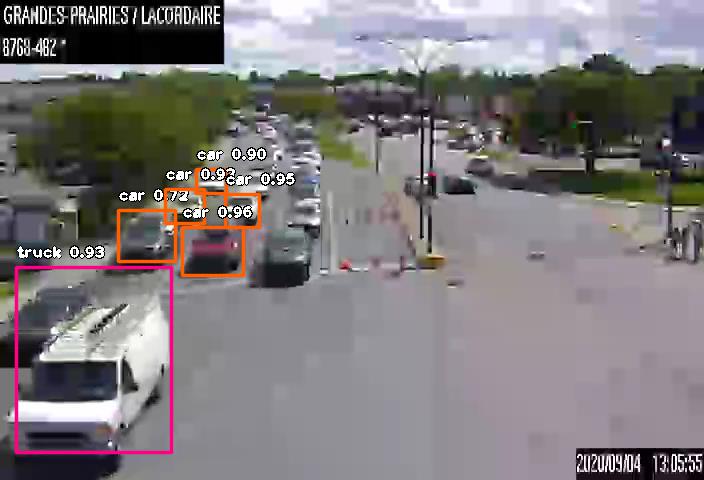 GRANDES-PRAIRIES / LACORDAIRE
8768-482 *
car 0.90
car 0.92
car 0.95
car 0.72
car 0.96
truck 0.93
2020/09/04 13:05:55